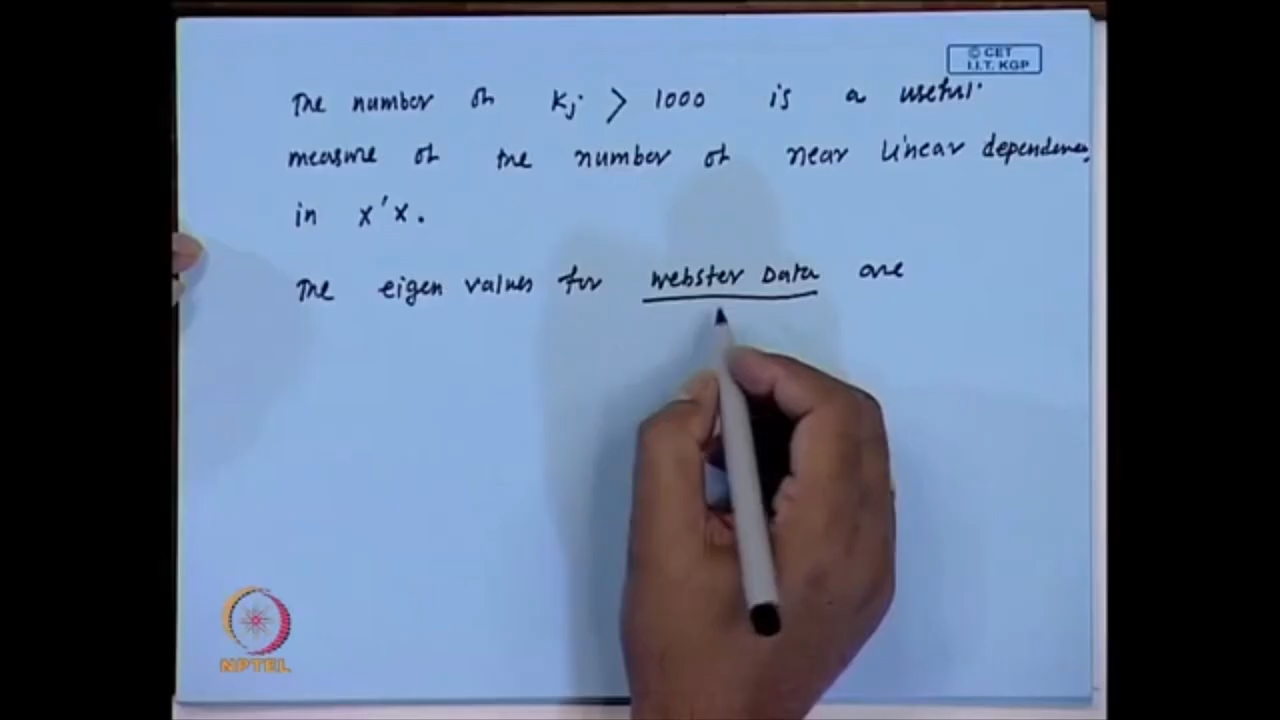 © CET
I.I.T. KGP
The number of Kj > 1000 is a useful
measure of the number of near linear dependency
in x'x.
The eigen values for Webster Data are
NPTEL